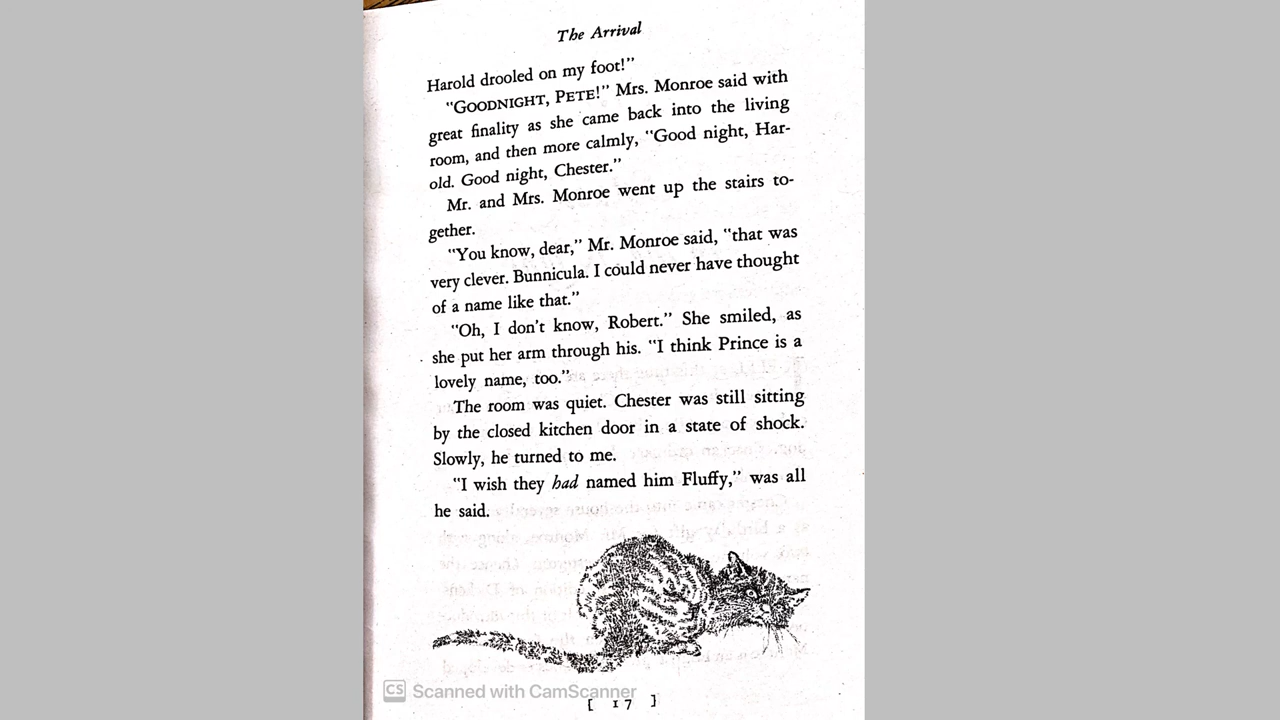 The Arrival
Harold drooled on my foot!”
“GOODNIGHT, PETE!” Mrs. Monroe said with
great finality as she came back into the living
room, and then more calmly, “Good night, Har-
old. Good night, Chester.”
Mr. and Mrs. Monroe went up the stairs to-
gether.
“You know, dear,” Mr. Monroe said, “that was
very clever. Bunnicula. I could never have thought
of a name like that.”
“Oh, I don’t know, Robert.” She smiled, as
she put her arm through his. “I think Prince is a
lovely name, too.”
The room was quiet. Chester was still sitting
by the closed kitchen door in a state of shock.
Slowly, he turned to me.
“I wish they had named him Fluffy,” was all
he said.
CS Scanned with CamScanner
[ 17 ]